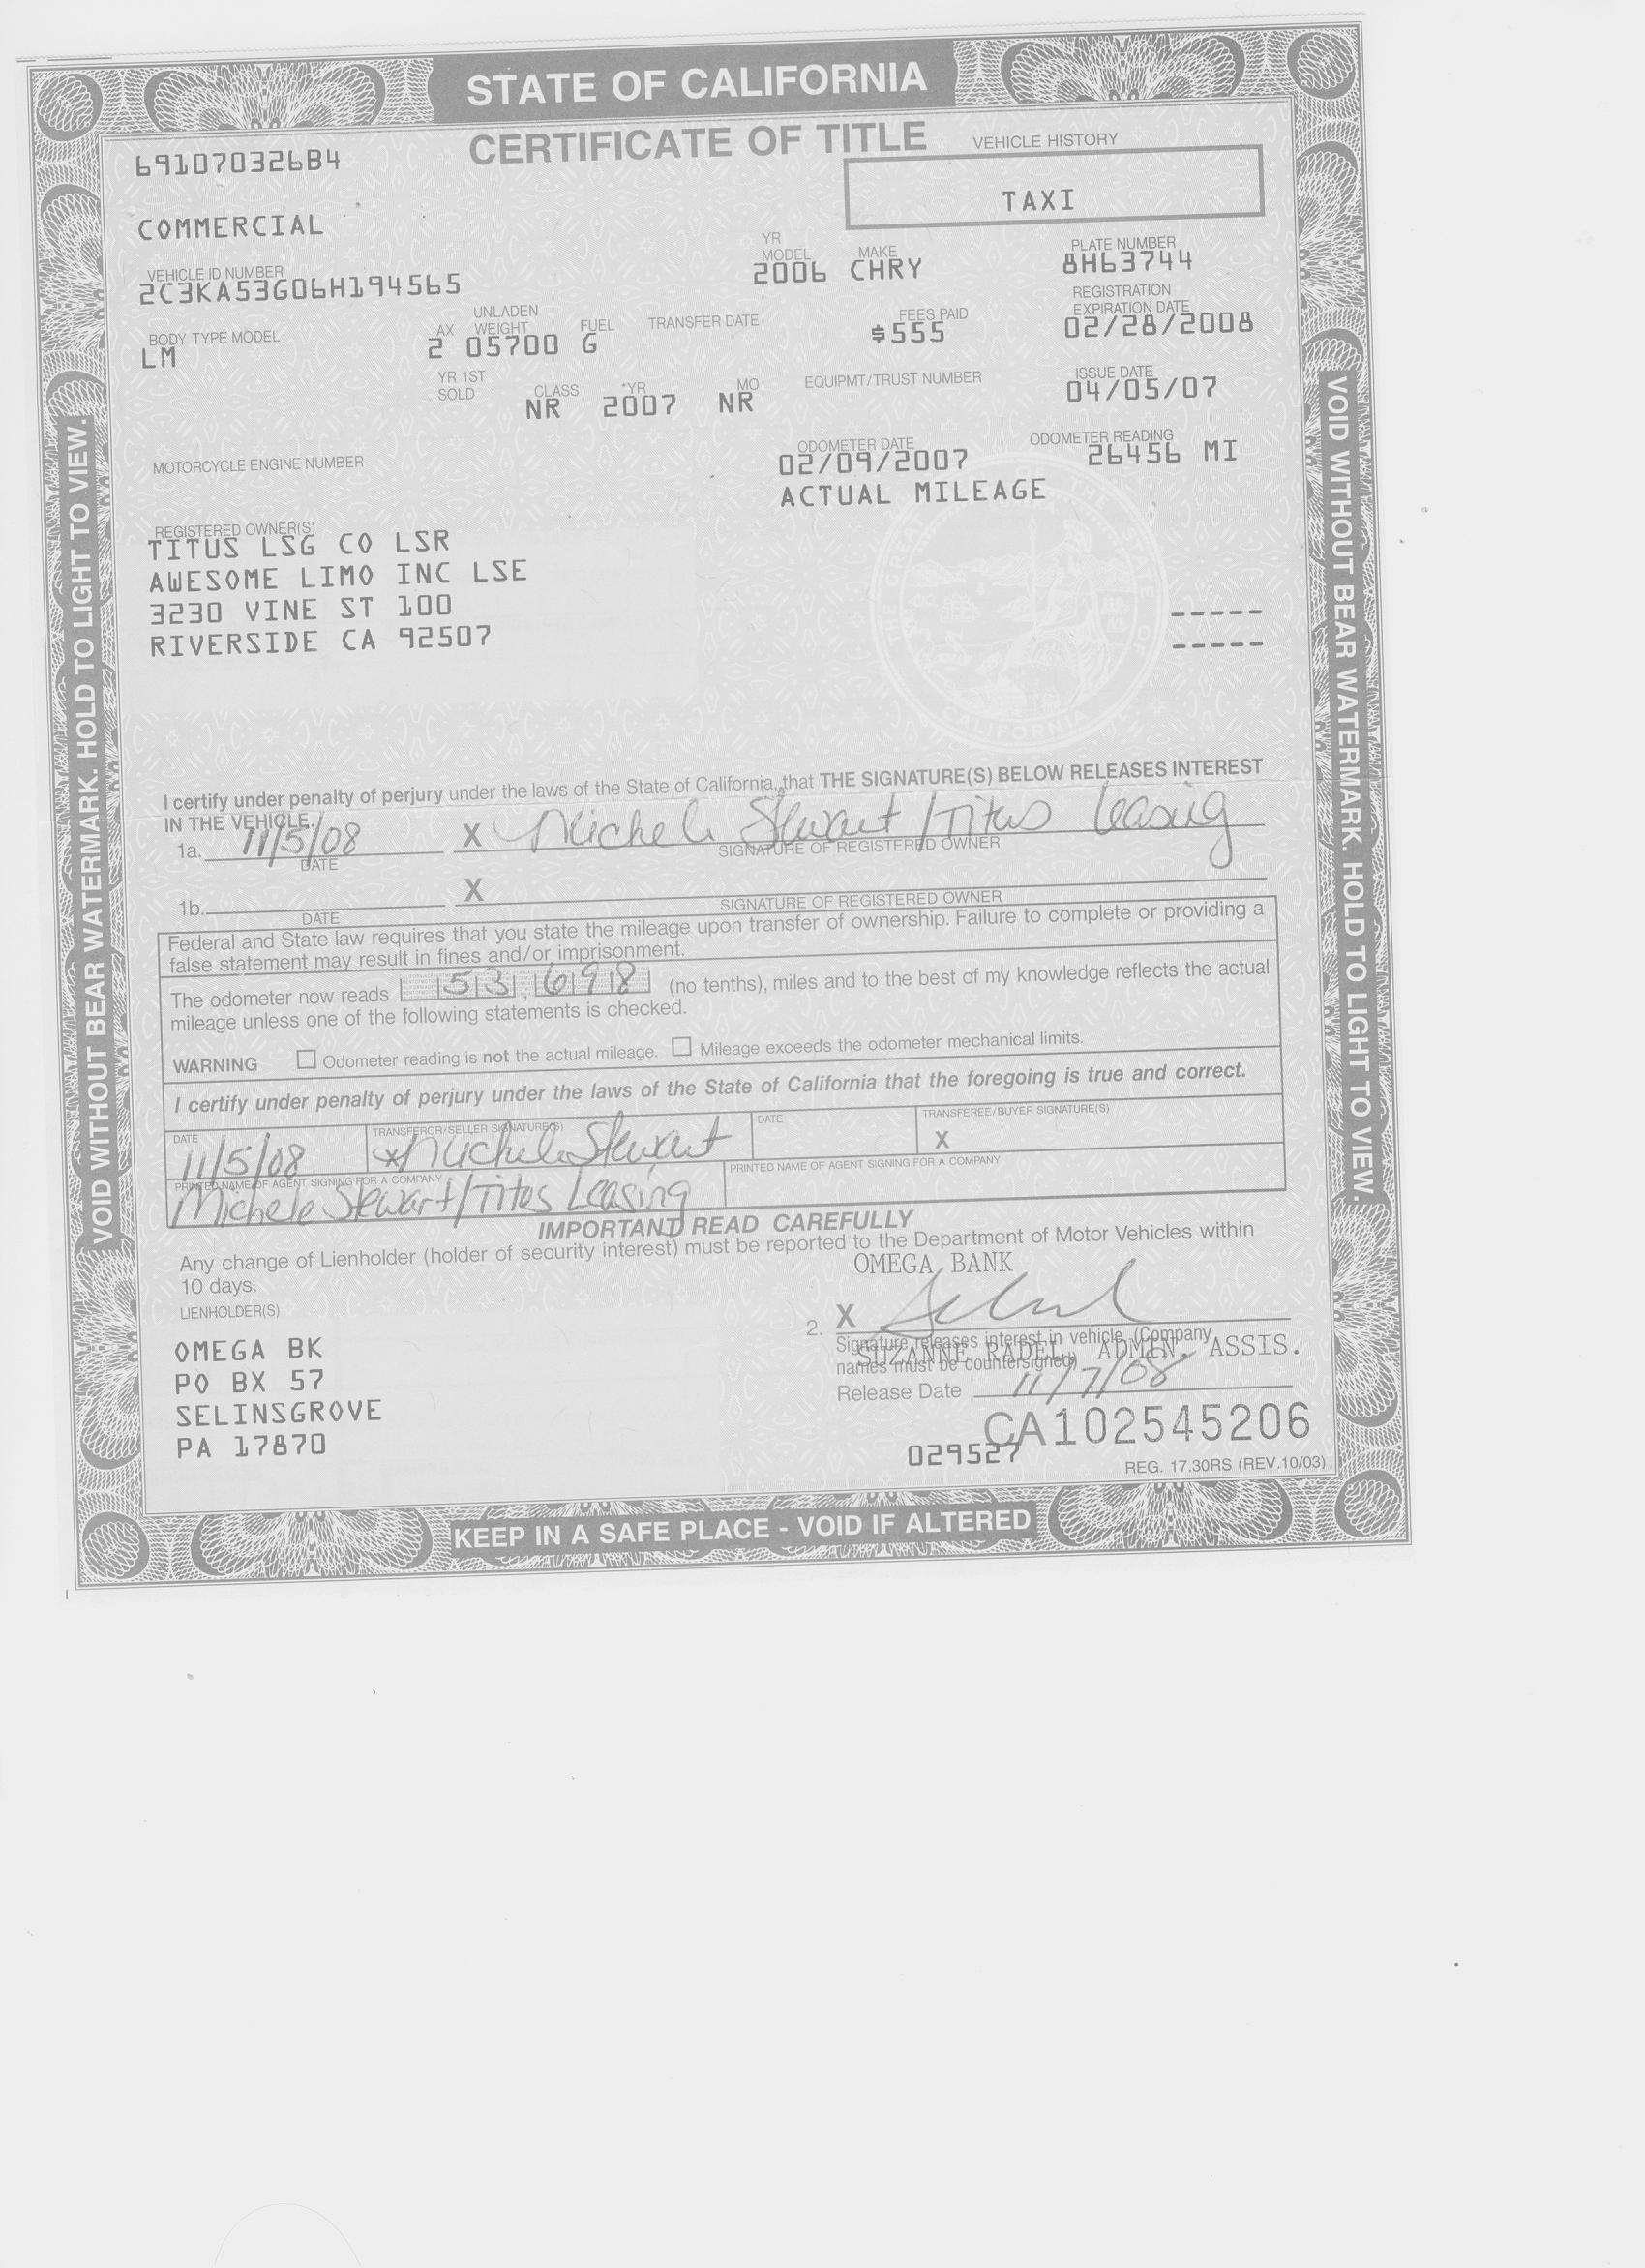 STATE OF CALIFORNIA
CERTIFICATE OF TITLE
VEHICLE HISTORY
691070326B4
TAXI
COMMERCIAL
VEHICLE ID NUMBER
YR MODEL
MAKE
PLATE NUMBER
2C3KA53G06H194565
2006 CHRY
8H63744
BODY TYPE MODEL
AX
UNLADEN WEIGHT
FUEL
TRANSFER DATE
FEES PAID
REGISTRATION EXPIRATION DATE
LM
2 05700 G
$555
02/28/2008
YR 1ST SOLD
CLASS
*YR
MO
EQUIPMT/TRUST NUMBER
ISSUE DATE
NR 2007 NR
04/05/07
MOTORCYCLE ENGINE NUMBER
ODOMETER DATE
ODOMETER READING
02/09/2007
26456 MI
ACTUAL MILEAGE
REGISTERED OWNER(S)
TITUS LSG CO LSR
AWESOME LIMO INC LSE
3230 VINE ST 100
RIVERSIDE CA 92507
-----
-----
I certify under penalty of perjury under the laws of the State of California, that THE SIGNATURE(S) BELOW RELEASES INTEREST
IN THE VEHICLE.
1a. 11/5/08 X Michele Stewart/Titus Leasing
DATE SIGNATURE OF REGISTERED OWNER
1b. X
DATE SIGNATURE OF REGISTERED OWNER
Federal and State law requires that you state the mileage upon transfer of ownership. Failure to complete or providing a
false statement may result in fines and/or imprisonment.
The odometer now reads 53,698 (no tenths), miles and to the best of my knowledge reflects the actual
mileage unless one of the following statements is checked.
WARNING Odometer reading is not the actual mileage. Mileage exceeds the odometer mechanical limits.
I certify under penalty of perjury under the laws of the State of California that the foregoing is true and correct.
DATE TRANSFEROR/SELLER SIGNATURE(S) DATE TRANSFEREE/BUYER SIGNATURE(S)
11/5/08 X Michele Stewart X
PRINTED NAME OF AGENT SIGNING FOR A COMPANY PRINTED NAME OF AGENT SIGNING FOR A COMPANY
Michele Stewart/Titus Leasing
IMPORTANT READ CAREFULLY
Any change of Lienholder (holder of security interest) must be reported to the Department of Motor Vehicles within
10 days.
OMEGA BANK
LIENHOLDER(S)
2. X
Signature releases interest in vehicle. (Company
names must be countersigned)
SUZANNE RADEL, ADMIN. ASSIS.
Release Date 11/7/08
OMEGA BK
PO BX 57
SELINSGROVE
PA 17870
CA102545206
029527
REG. 17.30RS (REV.10/03)
KEEP IN A SAFE PLACE - VOID IF ALTERED
VOID WITHOUT BEAR WATERMARK. HOLD TO LIGHT TO VIEW.
VOID WITHOUT BEAR WATERMARK. HOLD TO LIGHT TO VIEW.